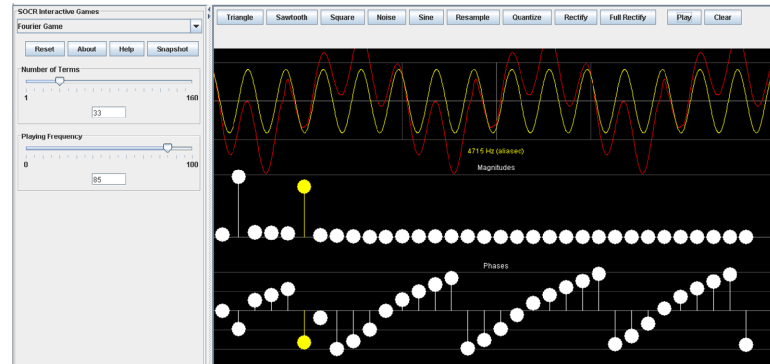 SOCR Interactive Games
Fourier Game
Reset About Help Snapshot
Number of Terms
1 160
33
Playing Frequency
0 100
85
Triangle Sawtooth Square Noise Sine Resample Quantize Rectify Full Rectify Play Clear
4715 Hz (aliased)
Magnitudes
Phases